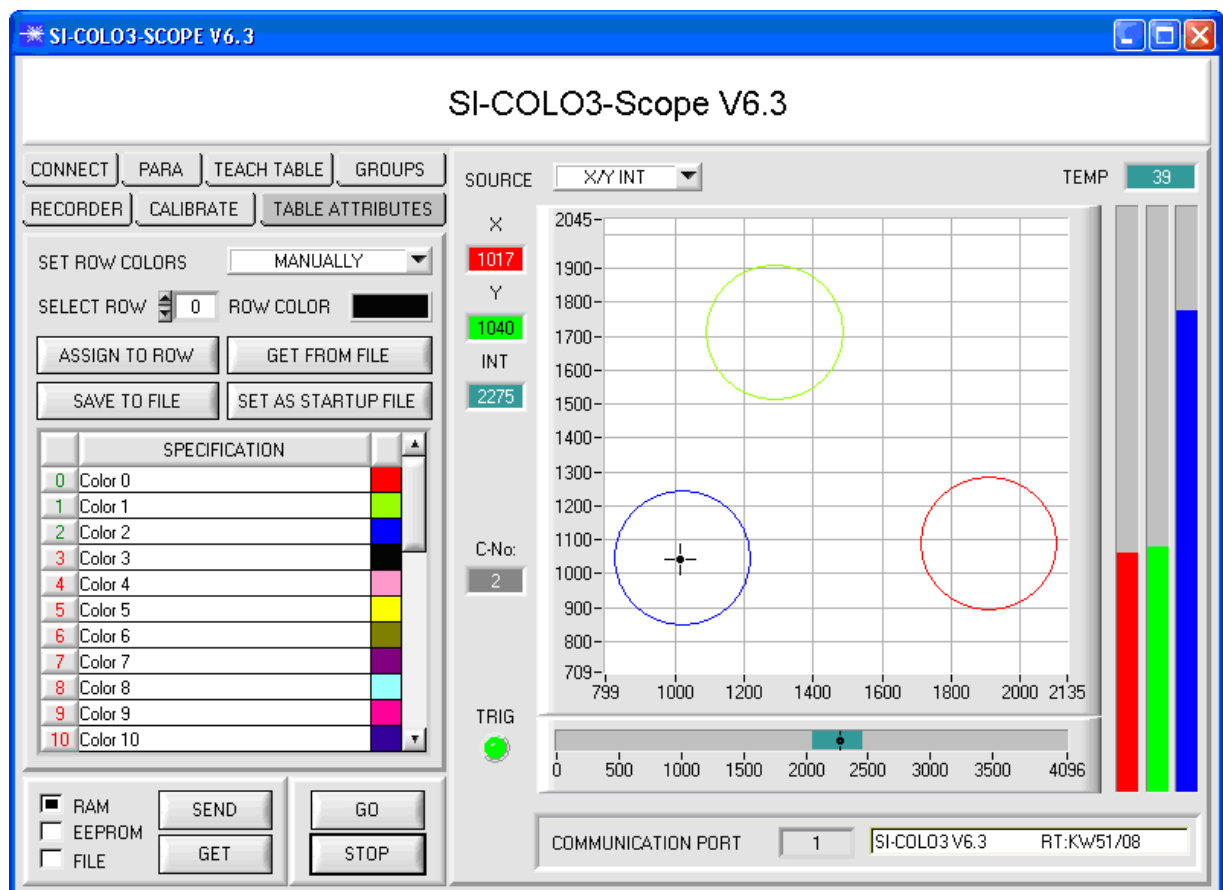 SI-COLO3-SCOPE V6.3
SI-COLO3-Scope V6.3
CONNECT PARA TEACH TABLE GROUPS
RECORDER CALIBRATE TABLE ATTRIBUTES
SET ROW COLORS MANUALLY
SELECT ROW 0 ROW COLOR
ASSIGN TO ROW GET FROM FILE
SAVE TO FILE SET AS STARTUP FILE
SPECIFICATION
0 Color 0
1 Color 1
2 Color 2
3 Color 3
4 Color 4
5 Color 5
6 Color 6
7 Color 7
8 Color 8
9 Color 9
10 Color 10
RAM
EEPROM
FILE
SEND
GET
GO
STOP
SOURCE X/Y INT
TEMP 39
X
1017
Y
1040
INT
2275
C-No:
2
TRIG
2045
1900
1800
1700
1600
1500
1400
1300
1200
1100
1000
900
800
709
799 1000 1200 1400 1600 1800 2000 2135
0 500 1000 1500 2000 2500 3000 3500 4096
COMMUNICATION PORT 1 SI-COLO3 V6.3 RT:KW51/08